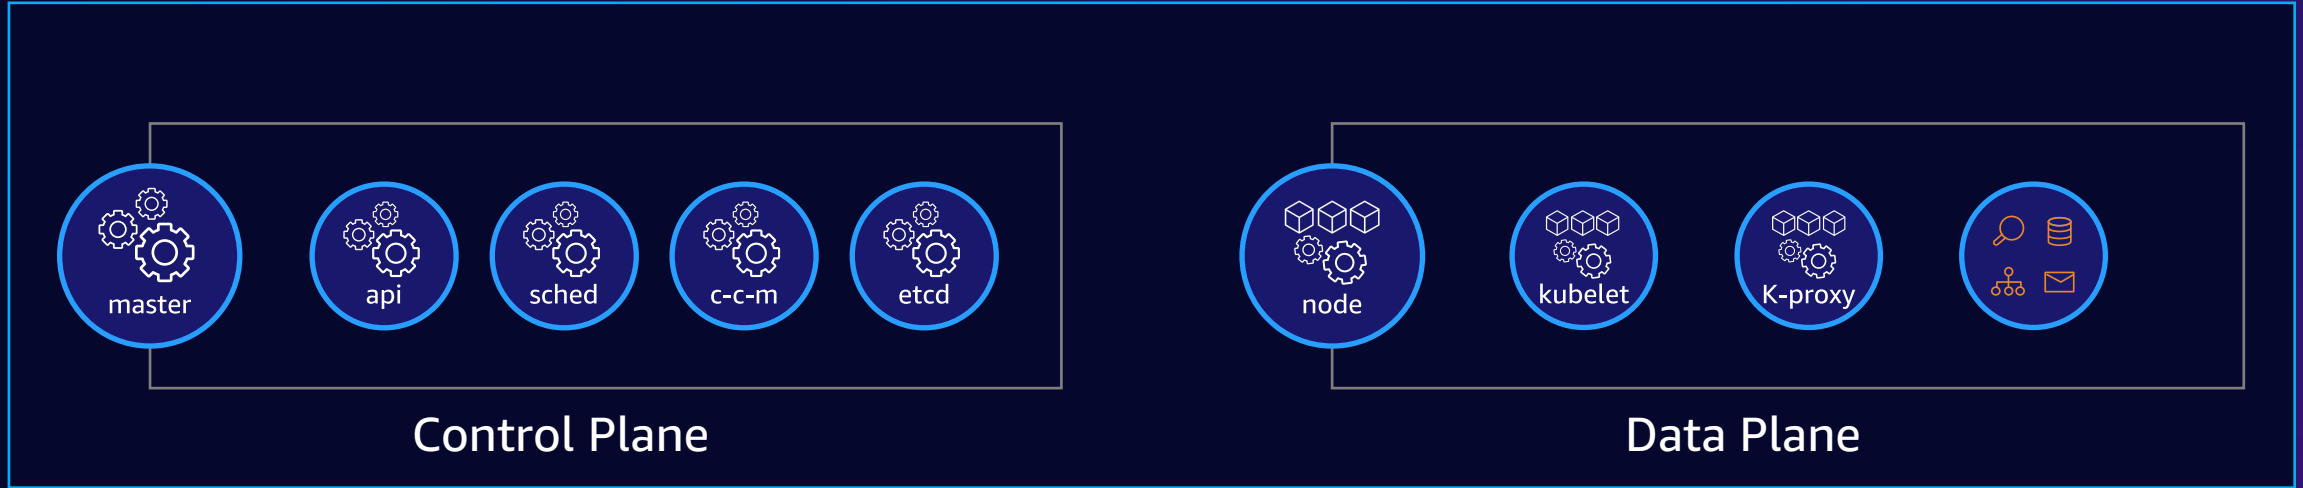 master
api
sched
c-c-m
etcd
node
kubelet
K-proxy
Control Plane
Data Plane